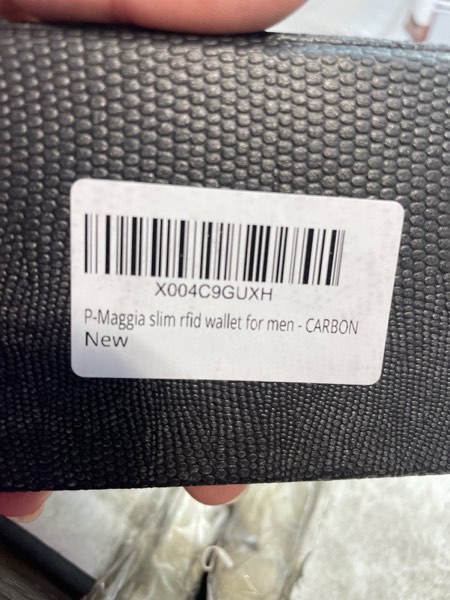 X004C9GUXH
P-Maggia slim rfid wallet for men - CARBON
New